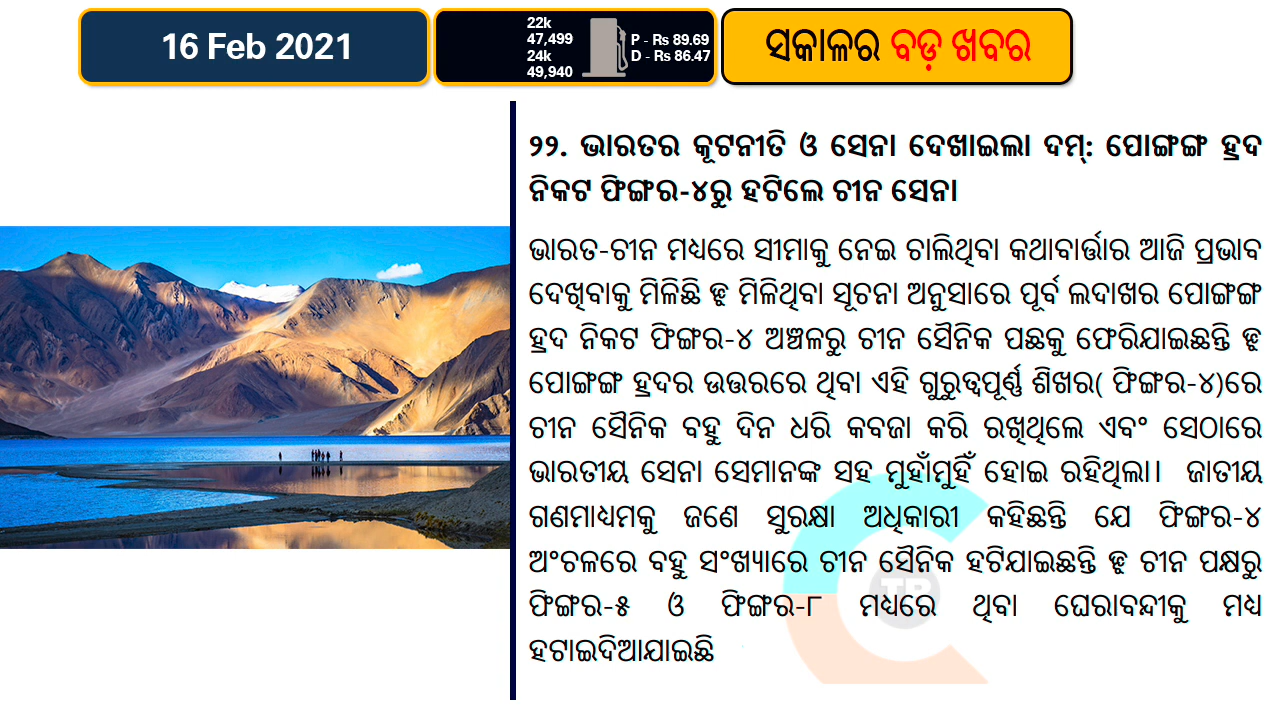 16 Feb 2021
22k
47,499
24k
49,940
P - Rs 89.69
D - Rs 86.47
ସକାଳର ବଡ଼ ଖବର
୨୨. ଭାରତର କୂଟନୀତି ଓ ସେନା ଦେଖାଇଲା ଦମ୍: ପୋଙ୍ଗଙ୍ଗ ହ୍ରଦ
ନିକଟ ଫିଙ୍ଗର-୪ରୁ ହଟିଲେ ଚୀନ ସେନା
ଭାରତ-ଚୀନ ମଧ୍ୟରେ ସୀମାକୁ ନେଇ ଚାଲିଥିବା କଥାବାର୍ତ୍ତାର ଆଜି ପ୍ରଭାବ
ଦେଖିବାକୁ ମିଳିଛି ଢ଼ ମିଳିଥିବା ସୂଚନା ଅନୁସାରେ ପୂର୍ବ ଲଦାଖର ପୋଙ୍ଗଙ୍ଗ
ହ୍ରଦ ନିକଟ ଫିଙ୍ଗର-୪ ଅଞ୍ଚଳରୁ ଚୀନ ସୈନିକ ପଛକୁ ଫେରିଯାଇଛନ୍ତି ଢ଼
ପୋଙ୍ଗଙ୍ଗ ହ୍ରଦର ଉତ୍ତରରେ ଥିବା ଏହି ଗୁରୁତ୍ୱପୂର୍ଣ୍ଣ ଶିଖର( ଫିଙ୍ଗର-୪)ରେ
ଚୀନ ସୈନିକ ବହୁ ଦିନ ଧରି କବଜା କରି ରଖିଥିଲେ ଏବଂ ସେଠାରେ
ଭାରତୀୟ ସେନା ସେମାନଙ୍କ ସହ ମୁହାଁମୁହିଁ ହୋଇ ରହିଥିଲା। ଜାତୀୟ
ଗଣମାଧ୍ୟମକୁ ଜଣେ ସୁରକ୍ଷା ଅଧିକାରୀ କହିଛନ୍ତି ଯେ ଫିଙ୍ଗର-୪
ଅଂଚଳରେ ବହୁ ସଂଖ୍ୟାରେ ଚୀନ ସୈନିକ ହଟିଯାଇଛନ୍ତି ଢ଼ ଚୀନ ପକ୍ଷରୁ
ଫିଙ୍ଗର-୫ ଓ ଫିଙ୍ଗର-୮ ମଧ୍ୟରେ ଥିବା ଘେରାବନ୍ଦୀକୁ ମଧ୍ୟ
ହଟାଇଦିଆଯାଇଛି
TP